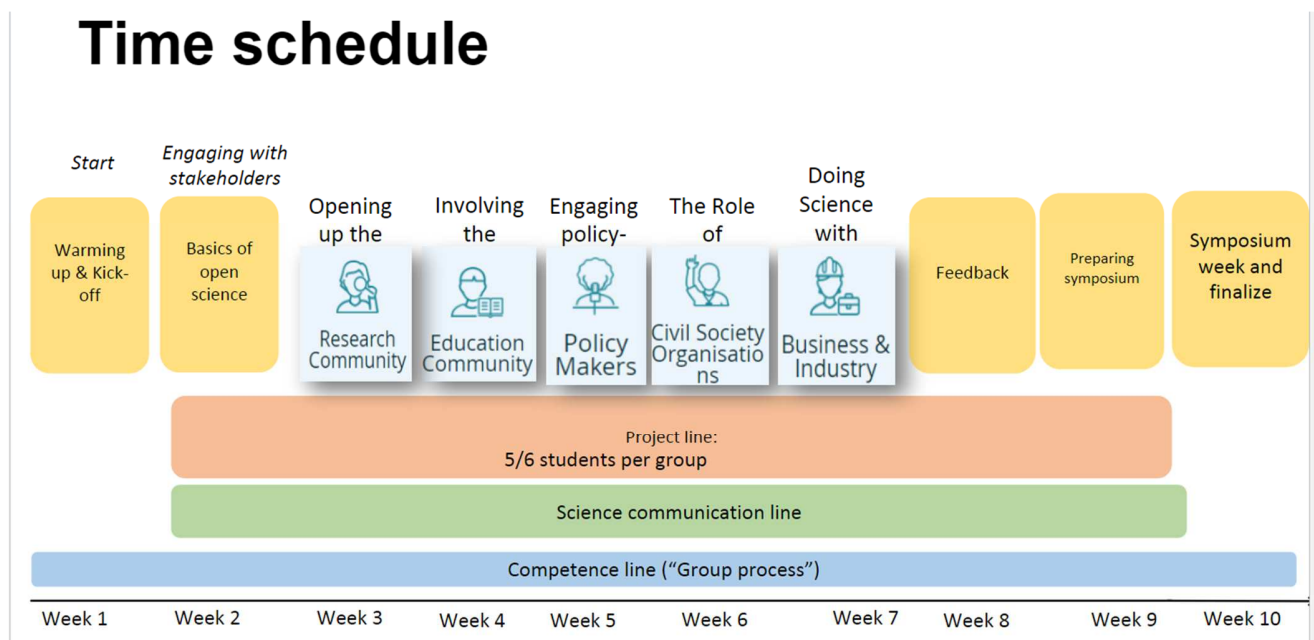 Time schedule
Start
Engaging with
stakeholders
Warming
up & Kick-
off
Basics of
open
science
Opening
up the
Research
Community
Involving
the
Education
Community
Engaging
policy-
Policy
Makers
The Role
of
Civil Society
Organisatio
ns
Doing
Science
with
Business &
Industry
Feedback
Preparing
symposium
Symposium
week and
finalize
Project line:
5/6 students per group
Science communication line
Competence line (“Group process”)
Week 1
Week 2
Week 3
Week 4
Week 5
Week 6
Week 7
Week 8
Week 9
Week 10